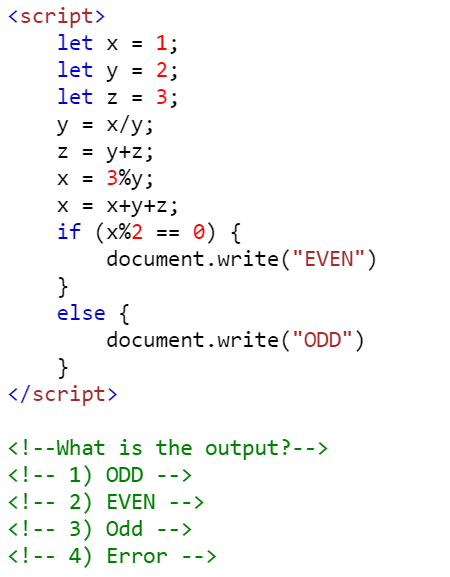 <script>
    let x = 1;
    let y = 2;
    let z = 3;
    y = x/y;
    z = y+z;
    x = 3%y;
    x = x+y+z;
    if (x%2 == 0) {
        document.write("EVEN")
    }
    else {
        document.write("ODD")
    }
</script>

<!--What is the output?-->
<!-- 1) ODD -->
<!-- 2) EVEN -->
<!-- 3) Odd -->
<!-- 4) Error -->